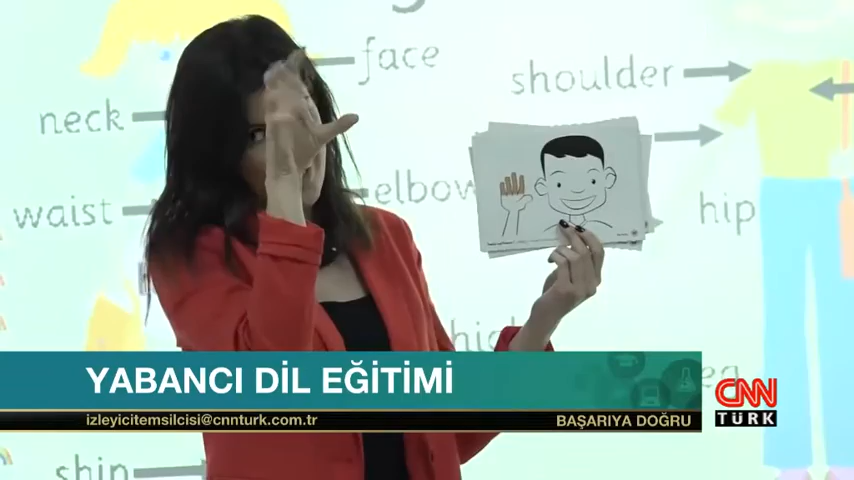 face
shoulder
neck
elbow
waist
hip
YABANCI DİL EĞİTİMİ
CNN
TÜRK
izleyicitemsilcisi@cnnturk.com.tr
BAŞARIYA DOĞRU
shin